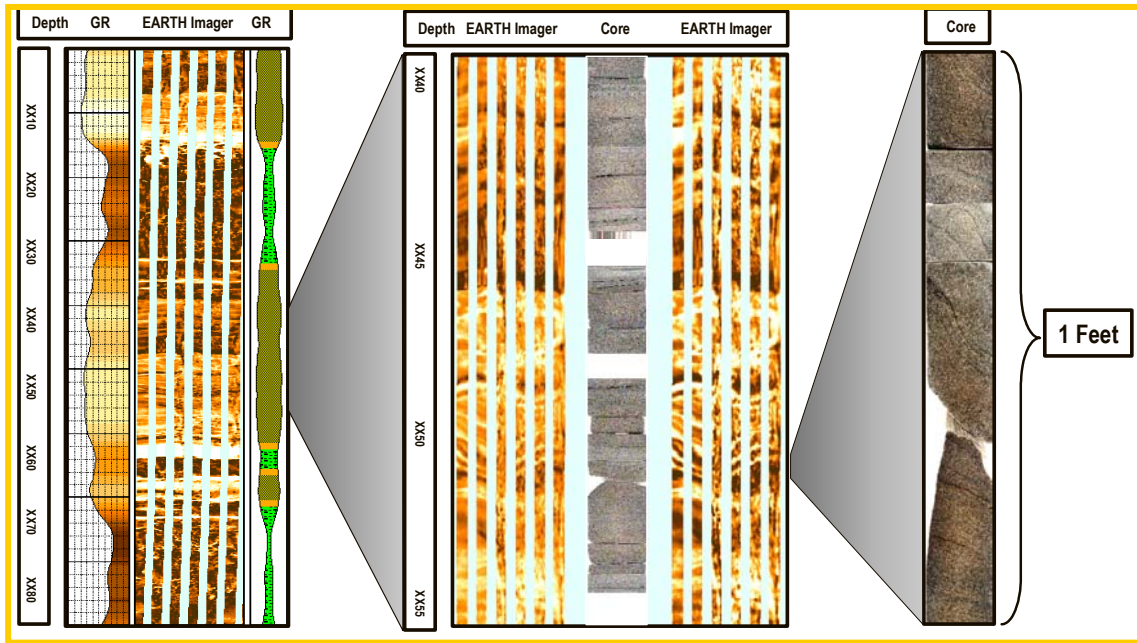 Depth GR EARTH Imager GR
XX10
XX20
XX30
XX40
XX50
XX60
XX70
XX80
Depth EARTH Imager Core EARTH Imager
XX40
XX45
XX50
XX55
Core
1 Feet